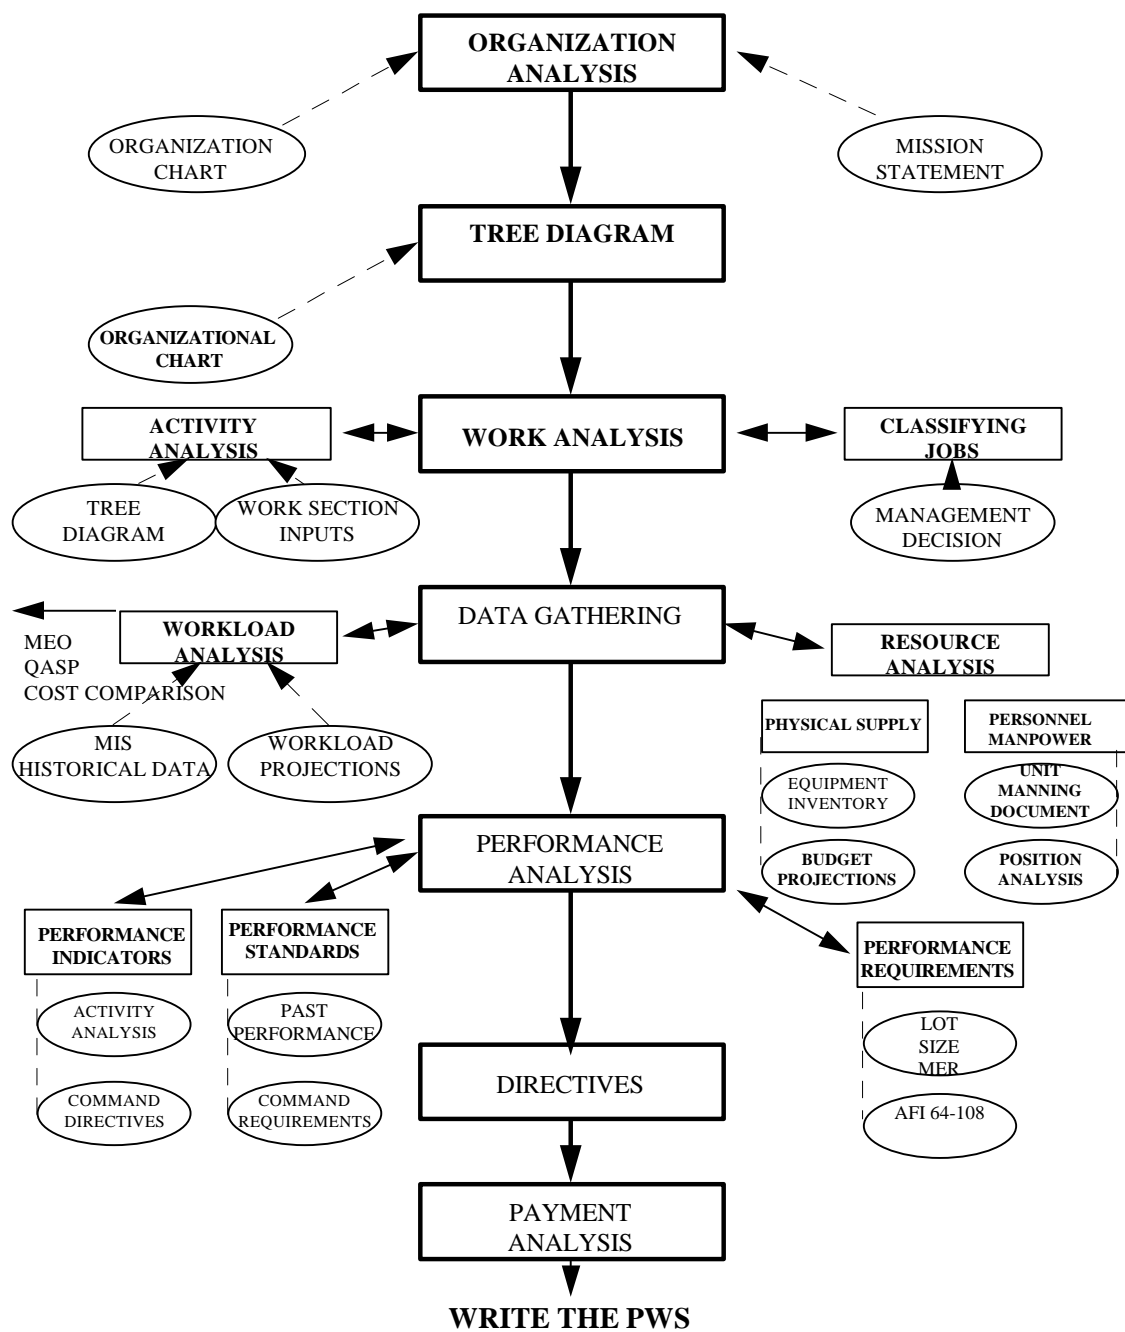 ORGANIZATION
ANALYSIS
ORGANIZATION
CHART
MISSION
STATEMENT
TREE DIAGRAM
ORGANIZATIONAL
CHART
ACTIVITY
ANALYSIS
WORK ANALYSIS
CLASSIFYING
JOBS
TREE
DIAGRAM
WORK SECTION
INPUTS
MANAGEMENT
DECISION
DATA GATHERING
WORKLOAD
ANALYSIS
MEO
QASP
COST COMPARISON
RESOURCE
ANALYSIS
MIS
HISTORICAL DATA
WORKLOAD
PROJECTIONS
PHYSICAL SUPPLY
PERSONNEL
MANPOWER
EQUIPMENT
INVENTORY
UNIT
MANNING
DOCUMENT
BUDGET
PROJECTIONS
POSITION
ANALYSIS
PERFORMANCE
ANALYSIS
PERFORMANCE
INDICATORS
PERFORMANCE
STANDARDS
PERFORMANCE
REQUIREMENTS
ACTIVITY
ANALYSIS
PAST
PERFORMANCE
LOT
SIZE
MER
COMMAND
DIRECTIVES
COMMAND
REQUIREMENTS
AFI 64-108
DIRECTIVES
PAYMENT
ANALYSIS
WRITE THE PWS